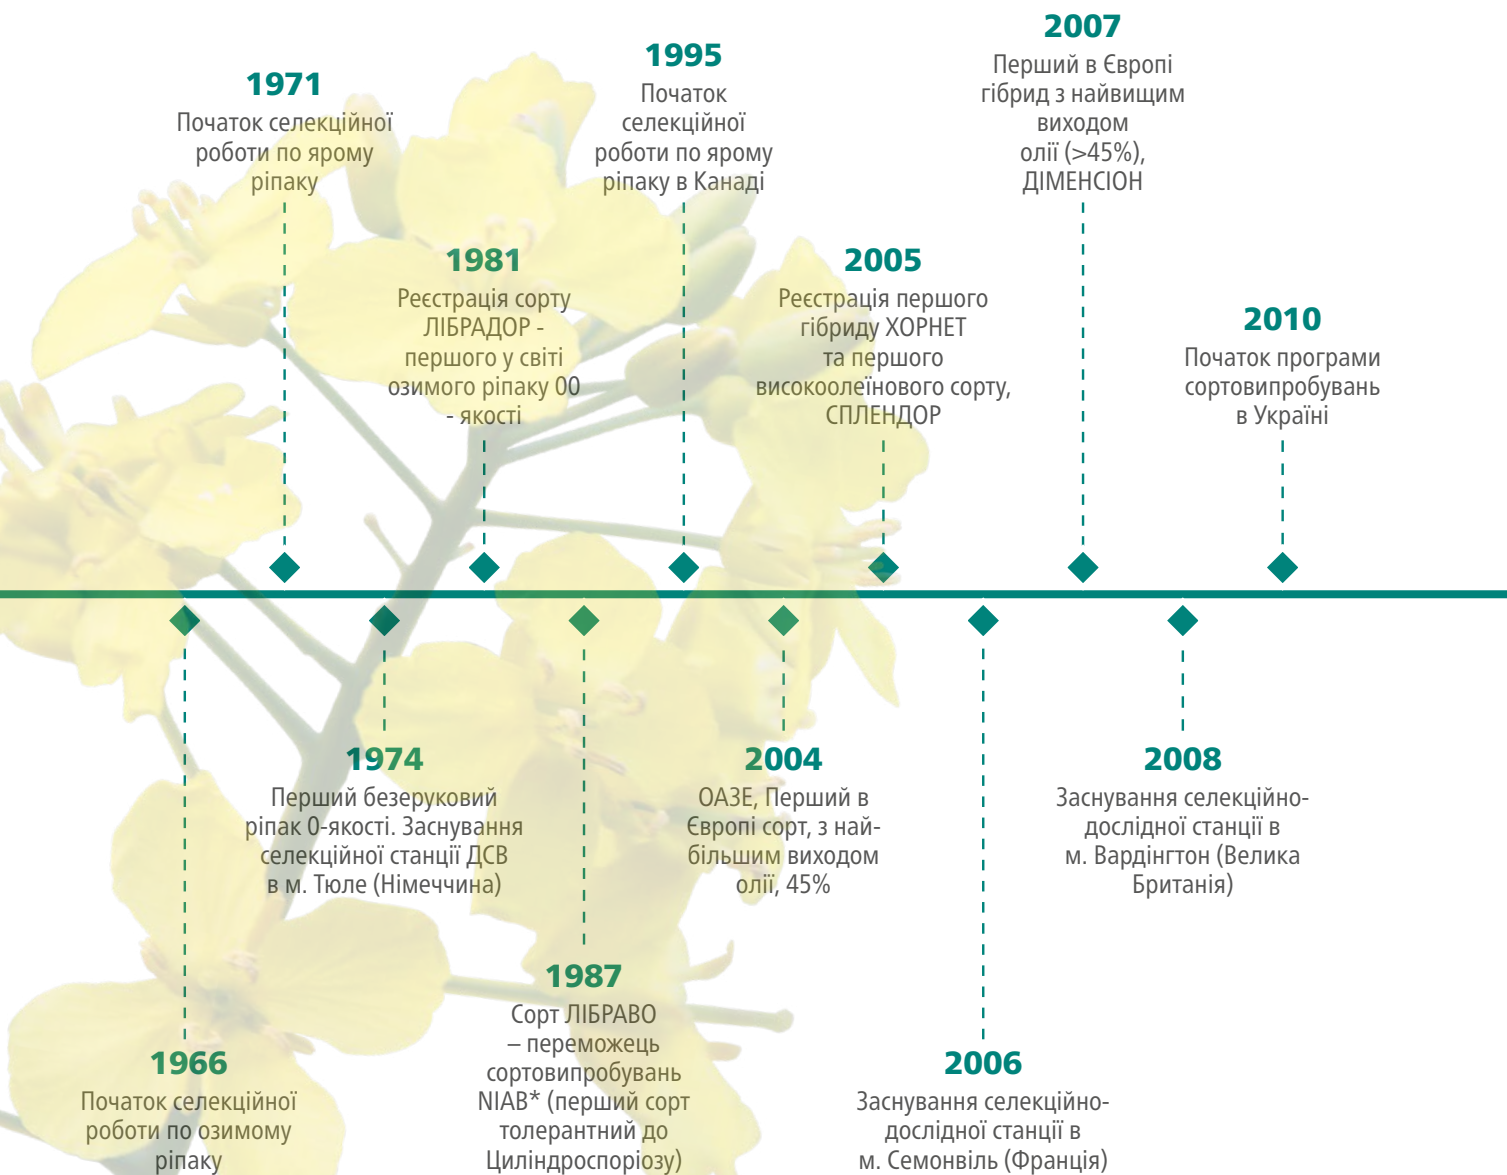 2007
Перший в Європі
гібрид з найвищим
виходом
олії (>45%),
ДІМЕНСІОН
1995
Початок
селекційної
роботи по ярому
ріпаку в Канаді
1971
Початок селекційної
роботи по ярому
ріпаку
1981
Реєстрація сорту
ЛІБРАДОР -
першого у світі
озимого ріпаку 00
- якості
2005
Реєстрація першого
гібриду ХОРНЕТ
та першого
високоолеїнового сорту,
СПЛЕНДОР
2010
Початок програми
сортовипробувань
в Україні
1974
Перший безеруковий
ріпак 0-якості. Заснування
селекційної станції ДСВ
в м. Тюле (Німеччина)
2004
ОАЗЕ, Перший в
Європі сорт, з най-
більшим виходом
олії, 45%
2008
Заснування селекційно-
дослідної станції в
м. Вардінгтон (Велика
Британія)
1987
Сорт ЛІБРАВО
– переможець
сортовипробувань
NIAB* (перший сорт
толерантний до
Циліндроспоріозу)
1966
Початок селекційної
роботи по озимому
ріпаку
2006
Заснування селекційно-
дослідної станції в
м. Семонвіль (Франція)